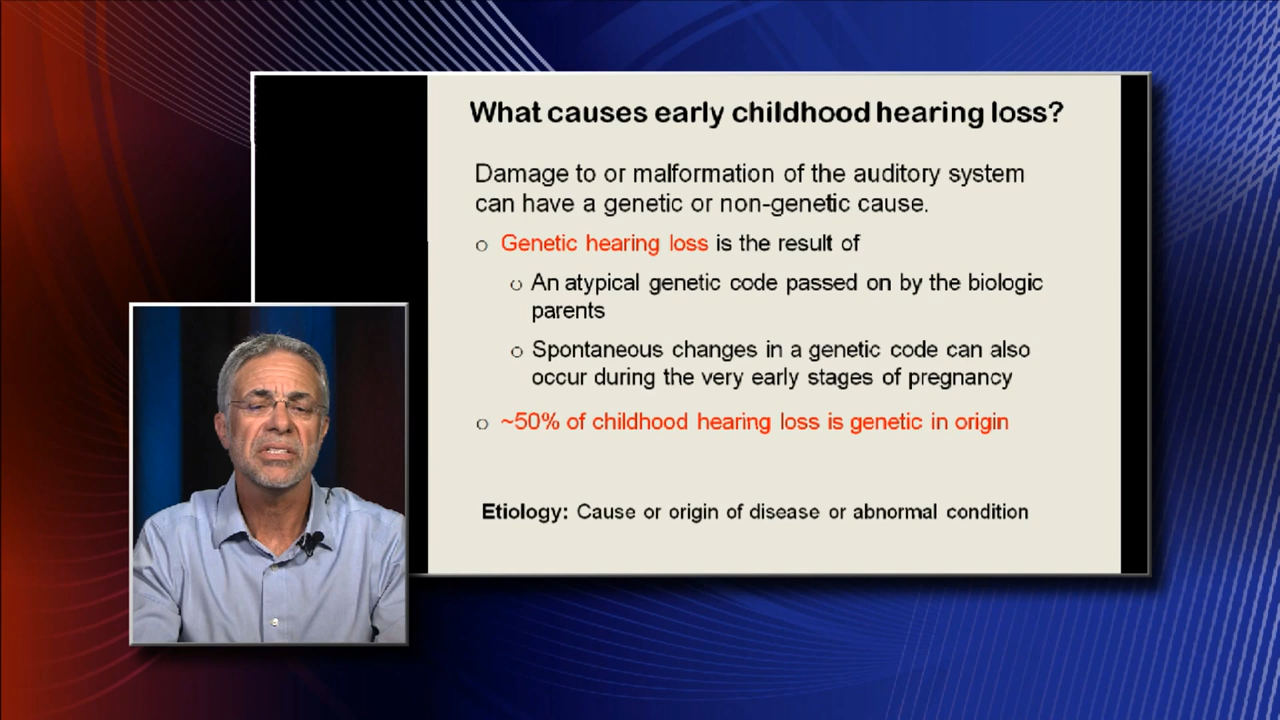 What causes early childhood hearing loss?
Damage to or malformation of the auditory system
can have a genetic or non-genetic cause.
o Genetic hearing loss is the result of
o An atypical genetic code passed on by the biologic
parents
o Spontaneous changes in a genetic code can also
occur during the very early stages of pregnancy
o ~50% of childhood hearing loss is genetic in origin
Etiology: Cause or origin of disease or abnormal condition